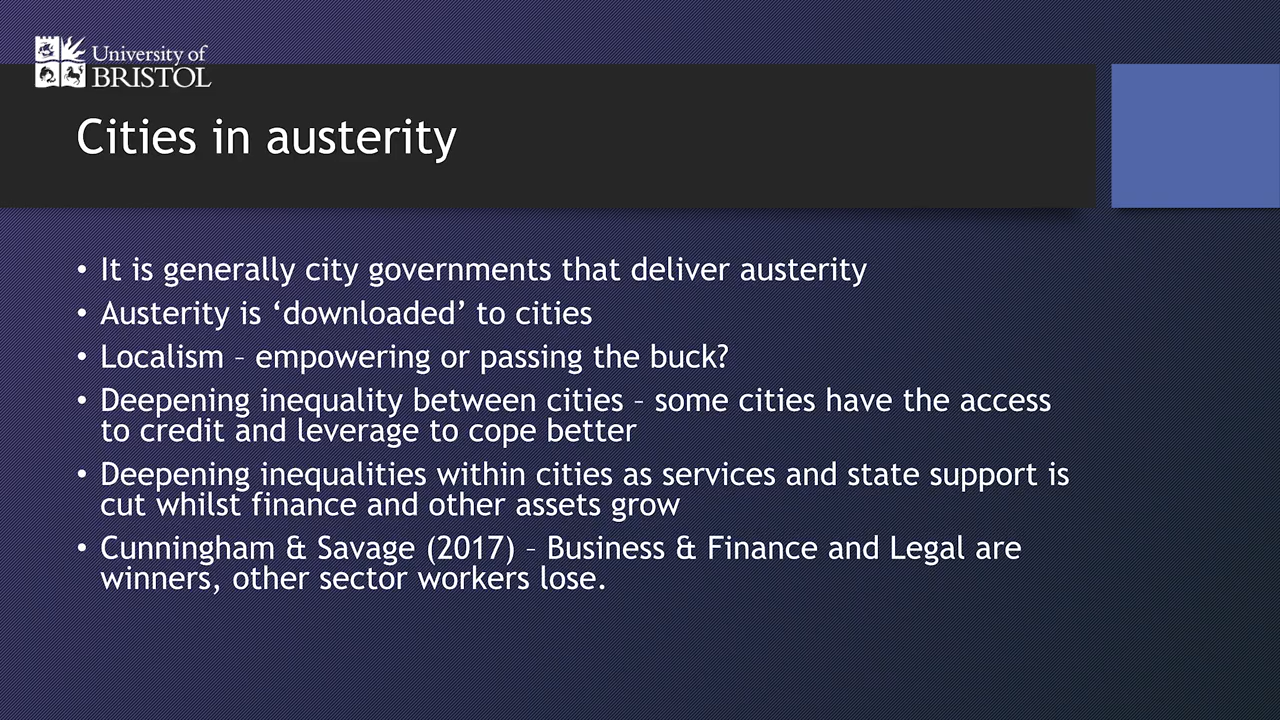 University of
BRISTOL
Cities in austerity
• It is generally city governments that deliver austerity
• Austerity is ‘downloaded’ to cities
• Localism – empowering or passing the buck?
• Deepening inequality between cities – some cities have the access
to credit and leverage to cope better
• Deepening inequalities within cities as services and state support is
cut whilst finance and other assets grow
• Cunningham & Savage (2017) – Business & Finance and Legal are
winners, other sector workers lose.